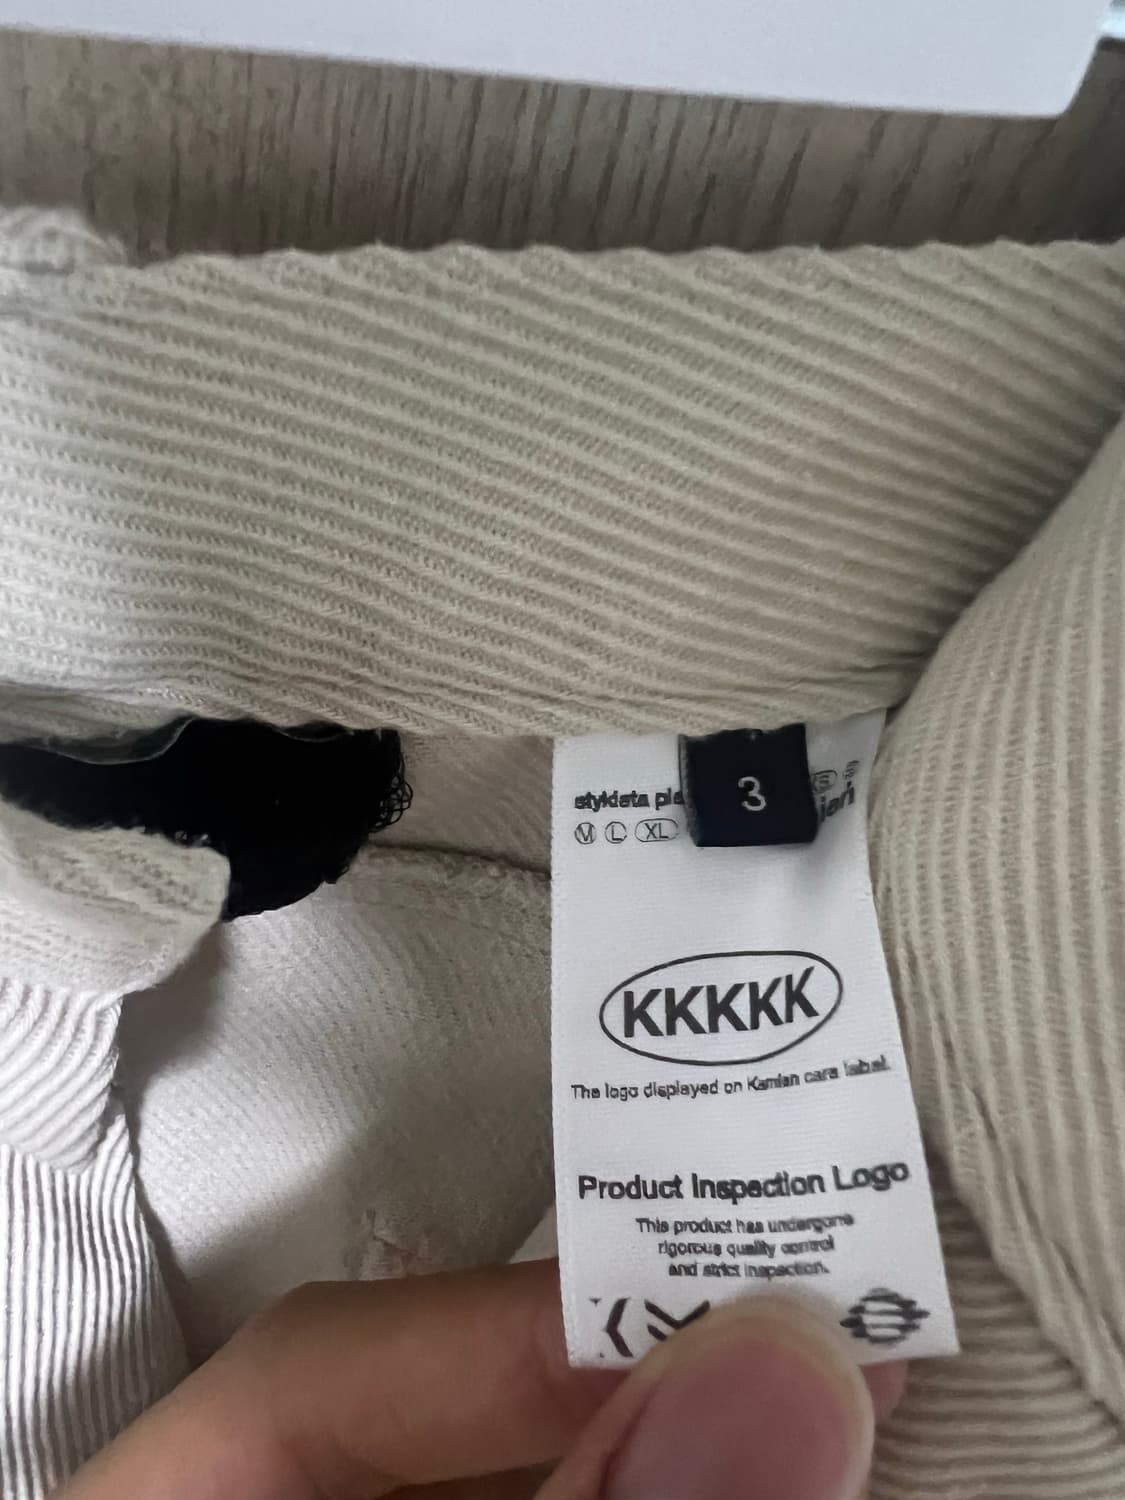 3
M L XL
KKKKK
The logo displayed on Kamian care label.
Product Inspection Logo
This product has undergone
rigorous quality control
and strict inspection.